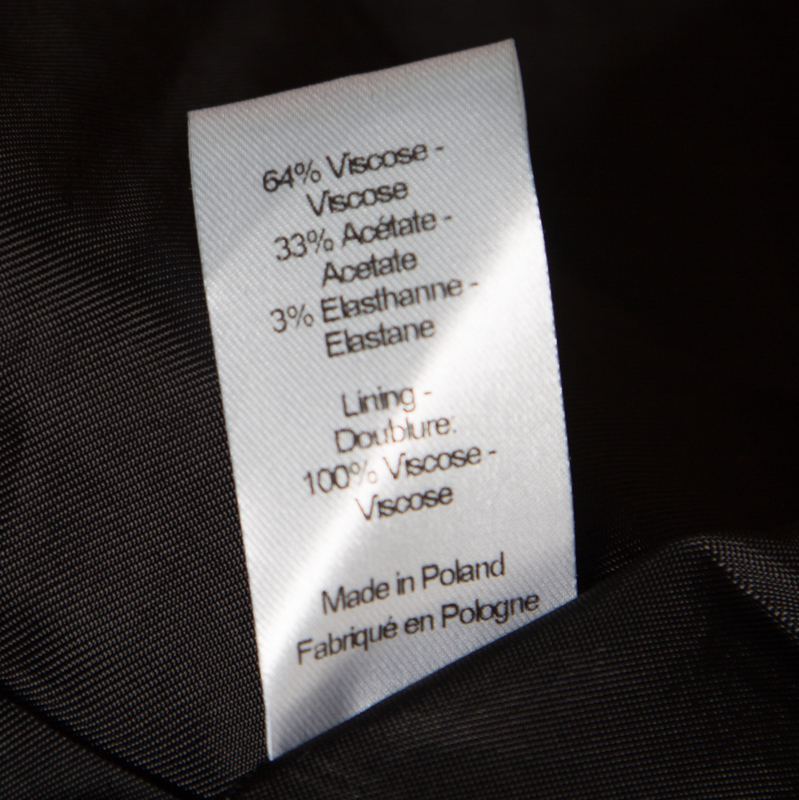 64% Viscose -
Viscose
33% Acétate -
Acetate
3% Elasthanne -
Elastane
Lining -
Doublure:
100% Viscose -
Viscose
Made in Poland
Fabriqué en Pologne